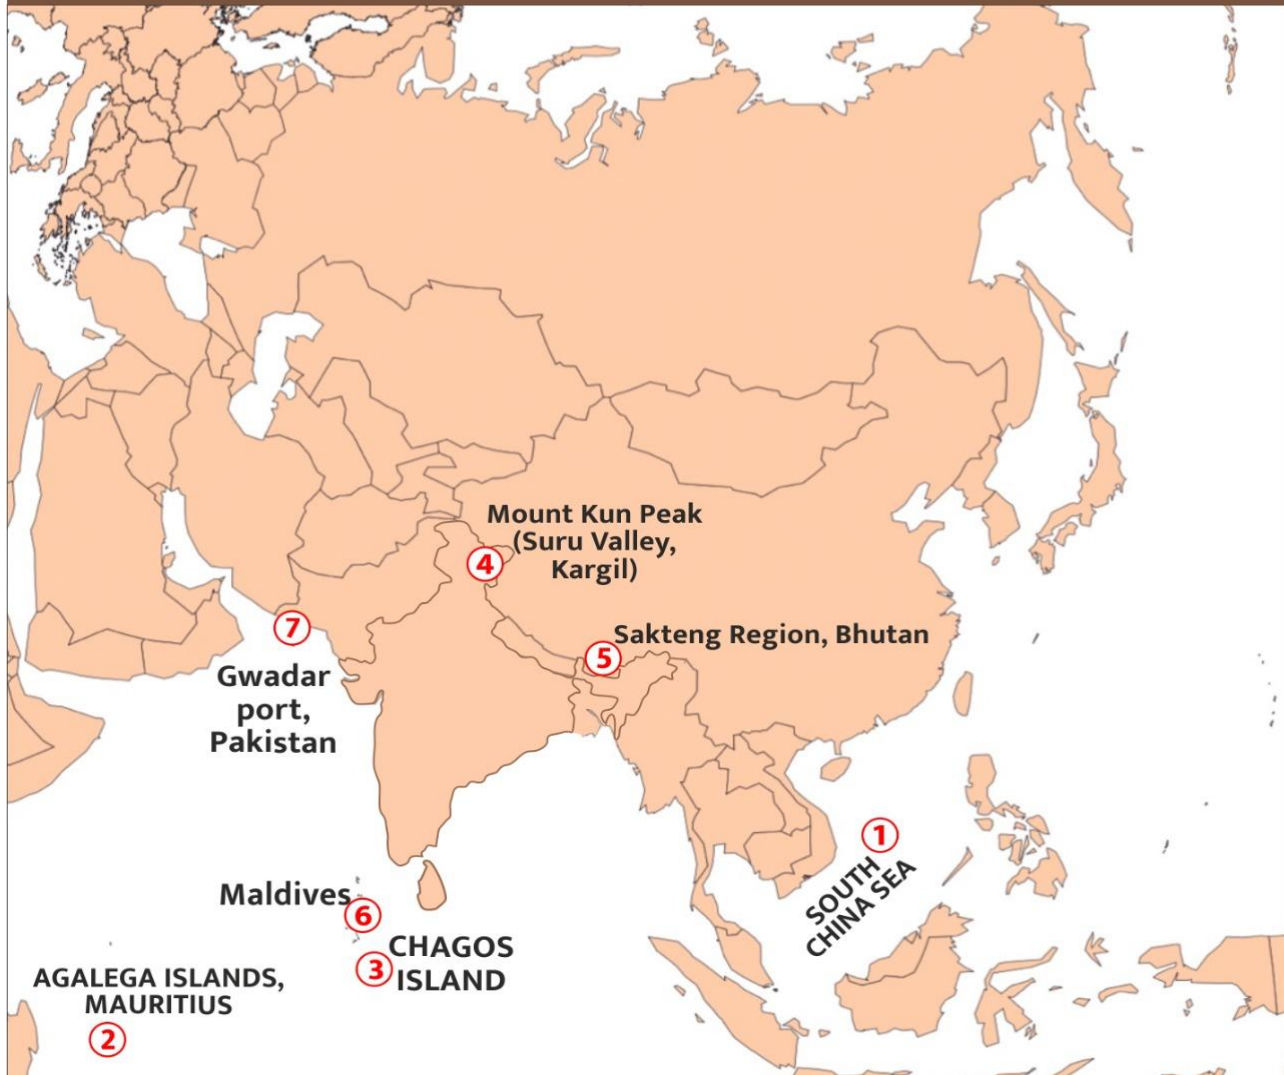 Mount Kun Peak
(Suru Valley,
Kargil)
4
7
Sakteng Region, Bhutan
5
Gwadar
port,
Pakistan
1
SOUTH
CHINA SEA
Maldives
6
CHAGOS
ISLAND
3
AGALEGA ISLANDS,
MAURITIUS
2